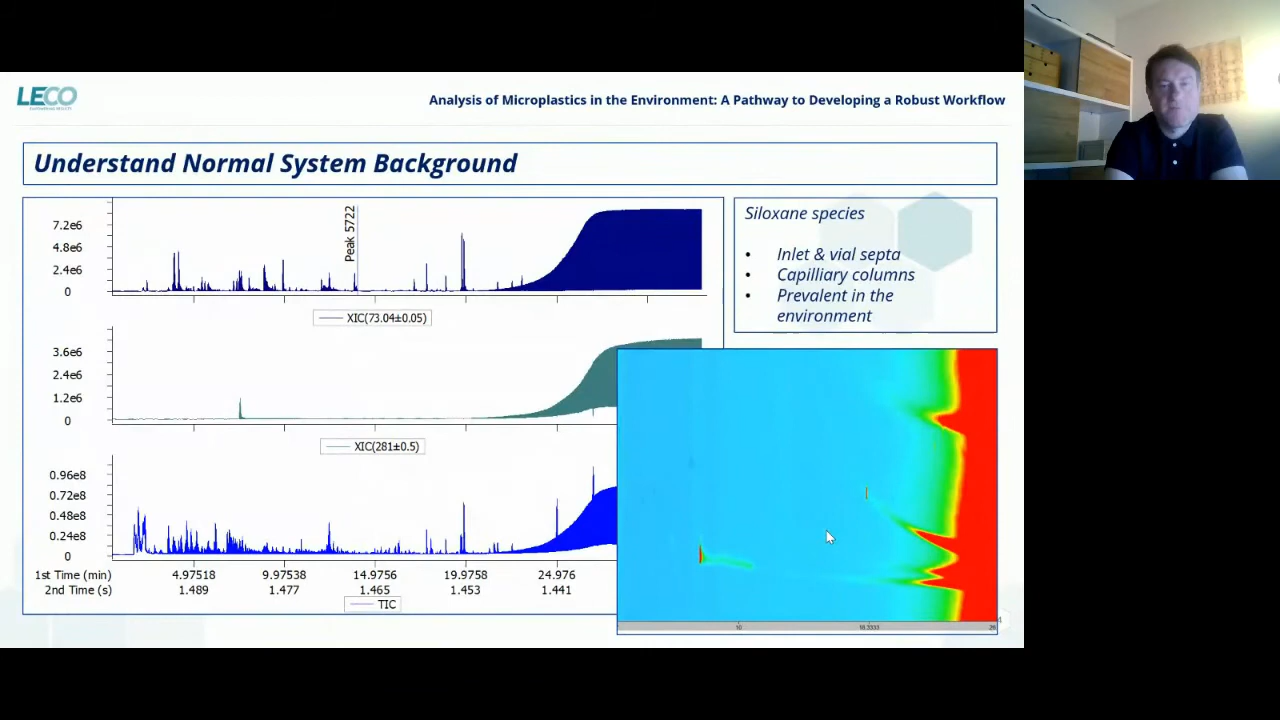 LECO
Analysis of Microplastics in the Environment: A Pathway to Developing a Robust Workflow
Understand Normal System Background
7.2e6
4.8e6
2.4e6
0
Peak 5722
XIC(73.04±0.05)
3.6e6
2.4e6
1.2e6
0
XIC(281±0.5)
0.96e8
0.72e8
0.48e8
0.24e8
0
1st Time (min) 4.97518 9.97538 14.9756 19.9758 24.976
2nd Time (s) 1.489 1.477 1.465 1.453 1.441
TIC
Siloxane species
• Inlet & vial septa
• Capilliary columns
• Prevalent in the
environment
10 18.3333